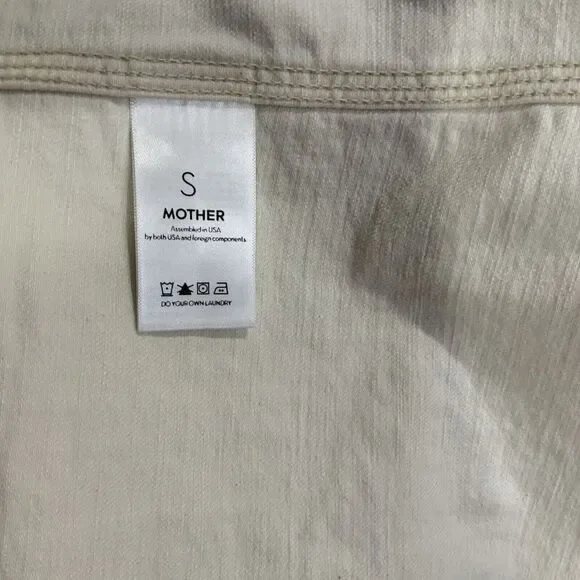 S
MOTHER
Assembled in USA
by both USA and foreign components
DO YOUR OWN LAUNDRY